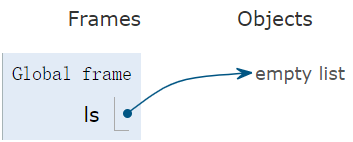 Frames
Objects
Global frame
empty list
ls